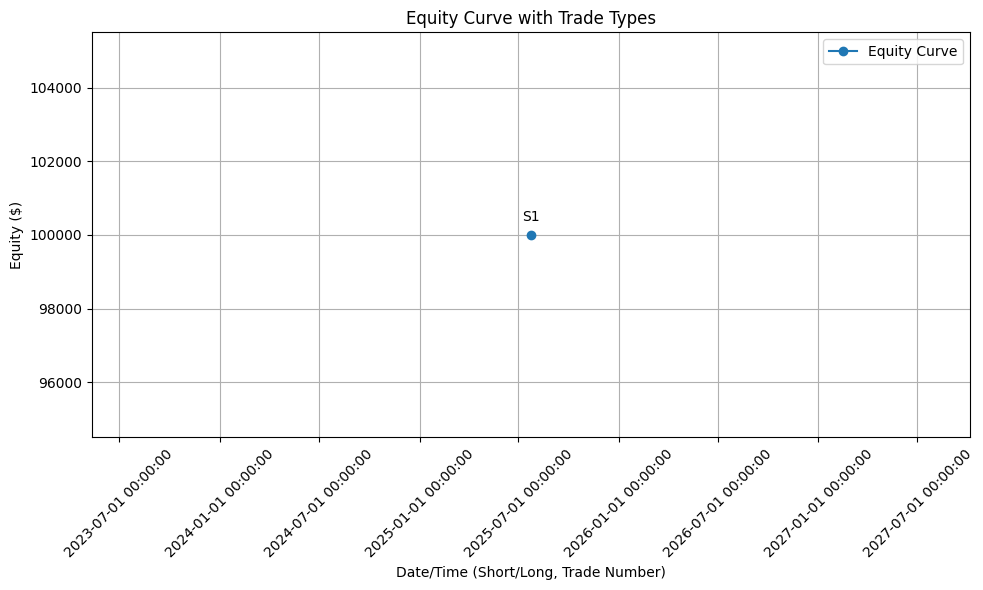 Equity Curve with Trade Types
Equity Curve
104000
102000
100000
98000
96000
Equity ($)
S1
2023-07-01 00:00:00
2024-01-01 00:00:00
2024-07-01 00:00:00
2025-01-01 00:00:00
2025-07-01 00:00:00
2026-01-01 00:00:00
2026-07-01 00:00:00
2027-01-01 00:00:00
2027-07-01 00:00:00
Date/Time (Short/Long, Trade Number)